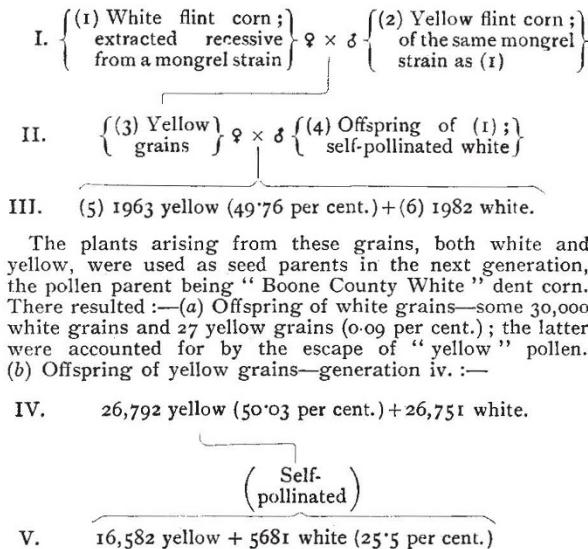 I. {(1) White flint corn ; extracted recessive from a mongrel strain} ♀ × ♂ {(2) Yellow flint corn ; of the same mongrel strain as (1)}
II. {(3) Yellow grains} ♀ × ♂ {(4) Offspring of (1) ; self-pollinated white}
III. (5) 1963 yellow (49·76 per cent.) + (6) 1982 white.
The plants arising from these grains, both white and
yellow, were used as seed parents in the next generation,
the pollen parent being “ Boone County White ” dent corn.
There resulted :—(a) Offspring of white grains—some 30,000
white grains and 27 yellow grains (0·09 per cent.) ; the latter
were accounted for by the escape of “ yellow ” pollen.
(b) Offspring of yellow grains—generation iv. :—
IV. 26,792 yellow (50·03 per cent.) + 26,751 white.
(Self-
pollinated)
V. 16,582 yellow + 5681 white (25·5 per cent.)